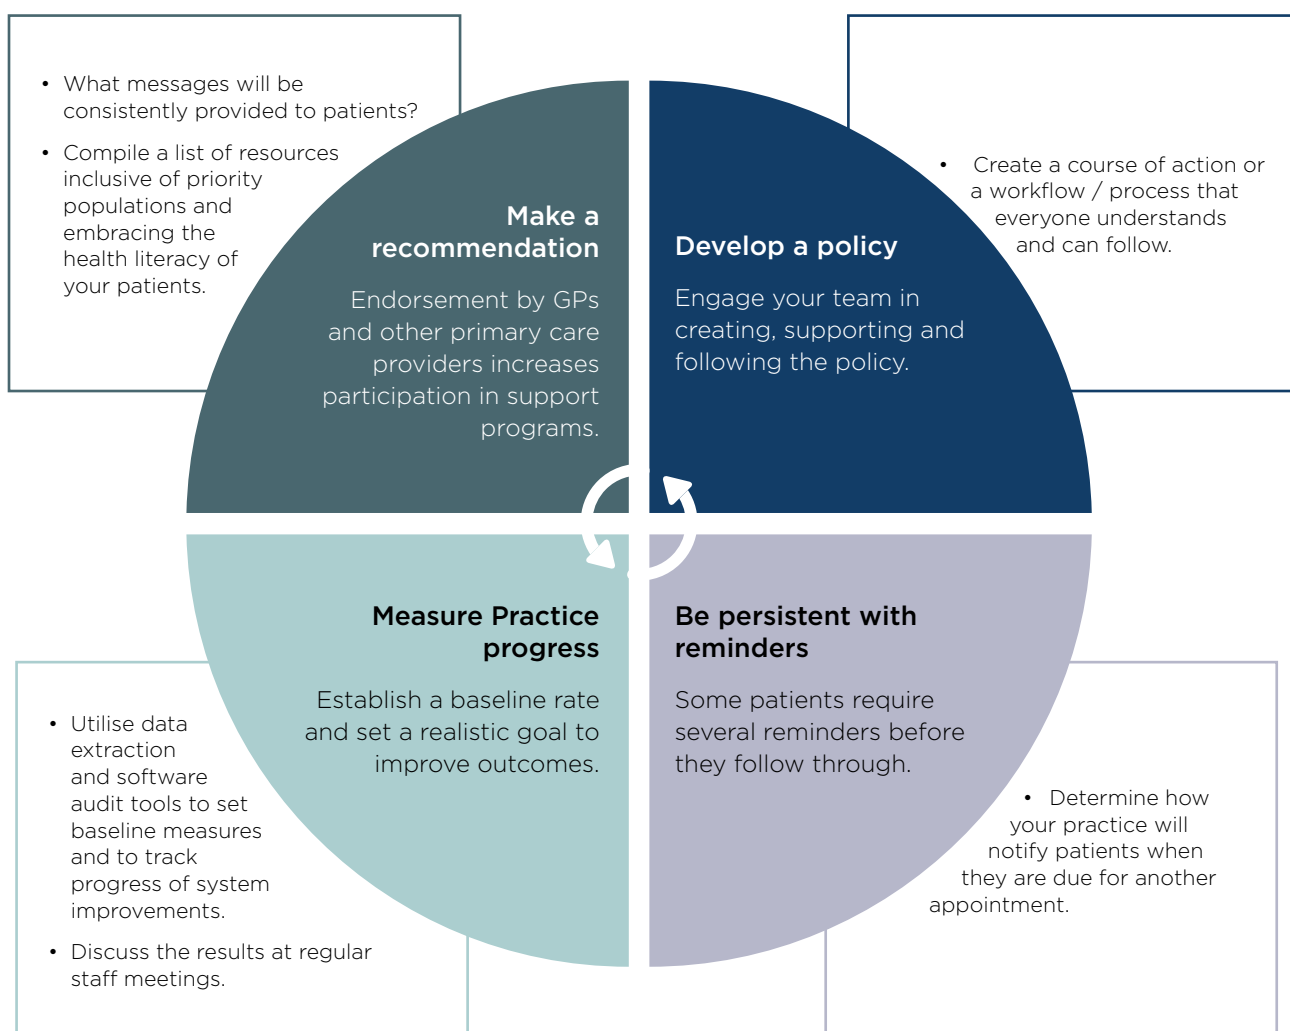 • What messages will be
consistently provided to patients?
• Compile a list of resources
inclusive of priority
populations and
embracing the
health literacy of
your patients.
Make a
recommendation
Endorsement by GPs
and other primary care
providers increases
participation in support
programs.
Develop a policy
Engage your team in
creating, supporting and
following the policy.
• Create a course of action or
a workflow / process that
everyone understands
and can follow.
Measure Practice
progress
Establish a baseline rate
and set a realistic goal to
improve outcomes.
• Utilise data
extraction
and software
audit tools to set
baseline measures
and to track
progress of system
improvements.
• Discuss the results at regular
staff meetings.
Be persistent with
reminders
Some patients require
several reminders before
they follow through.
• Determine how
your practice will
notify patients when
they are due for another
appointment.